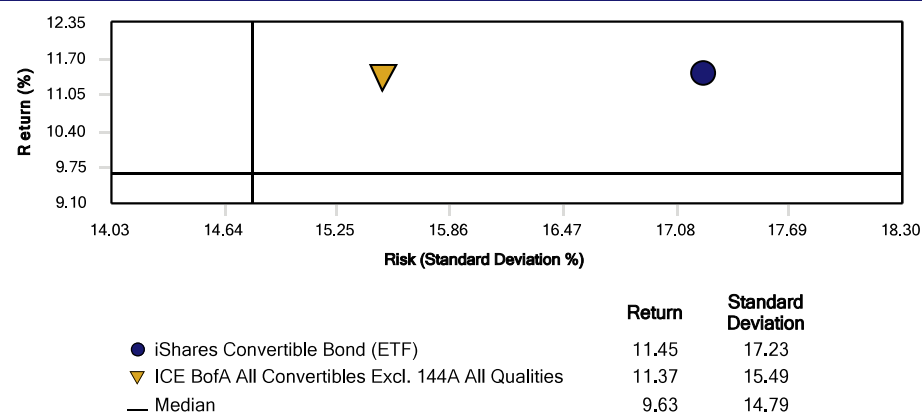 12.35
11.70
11.05
10.40
9.75
9.10
Return (%)
14.03 14.64 15.25 15.86 16.47 17.08 17.69 18.30
Risk (Standard Deviation %)
Return Standard Deviation
iShares Convertible Bond (ETF) 11.45 17.23
ICE BofA All Convertibles Excl. 144A All Qualities 11.37 15.49
Median 9.63 14.79